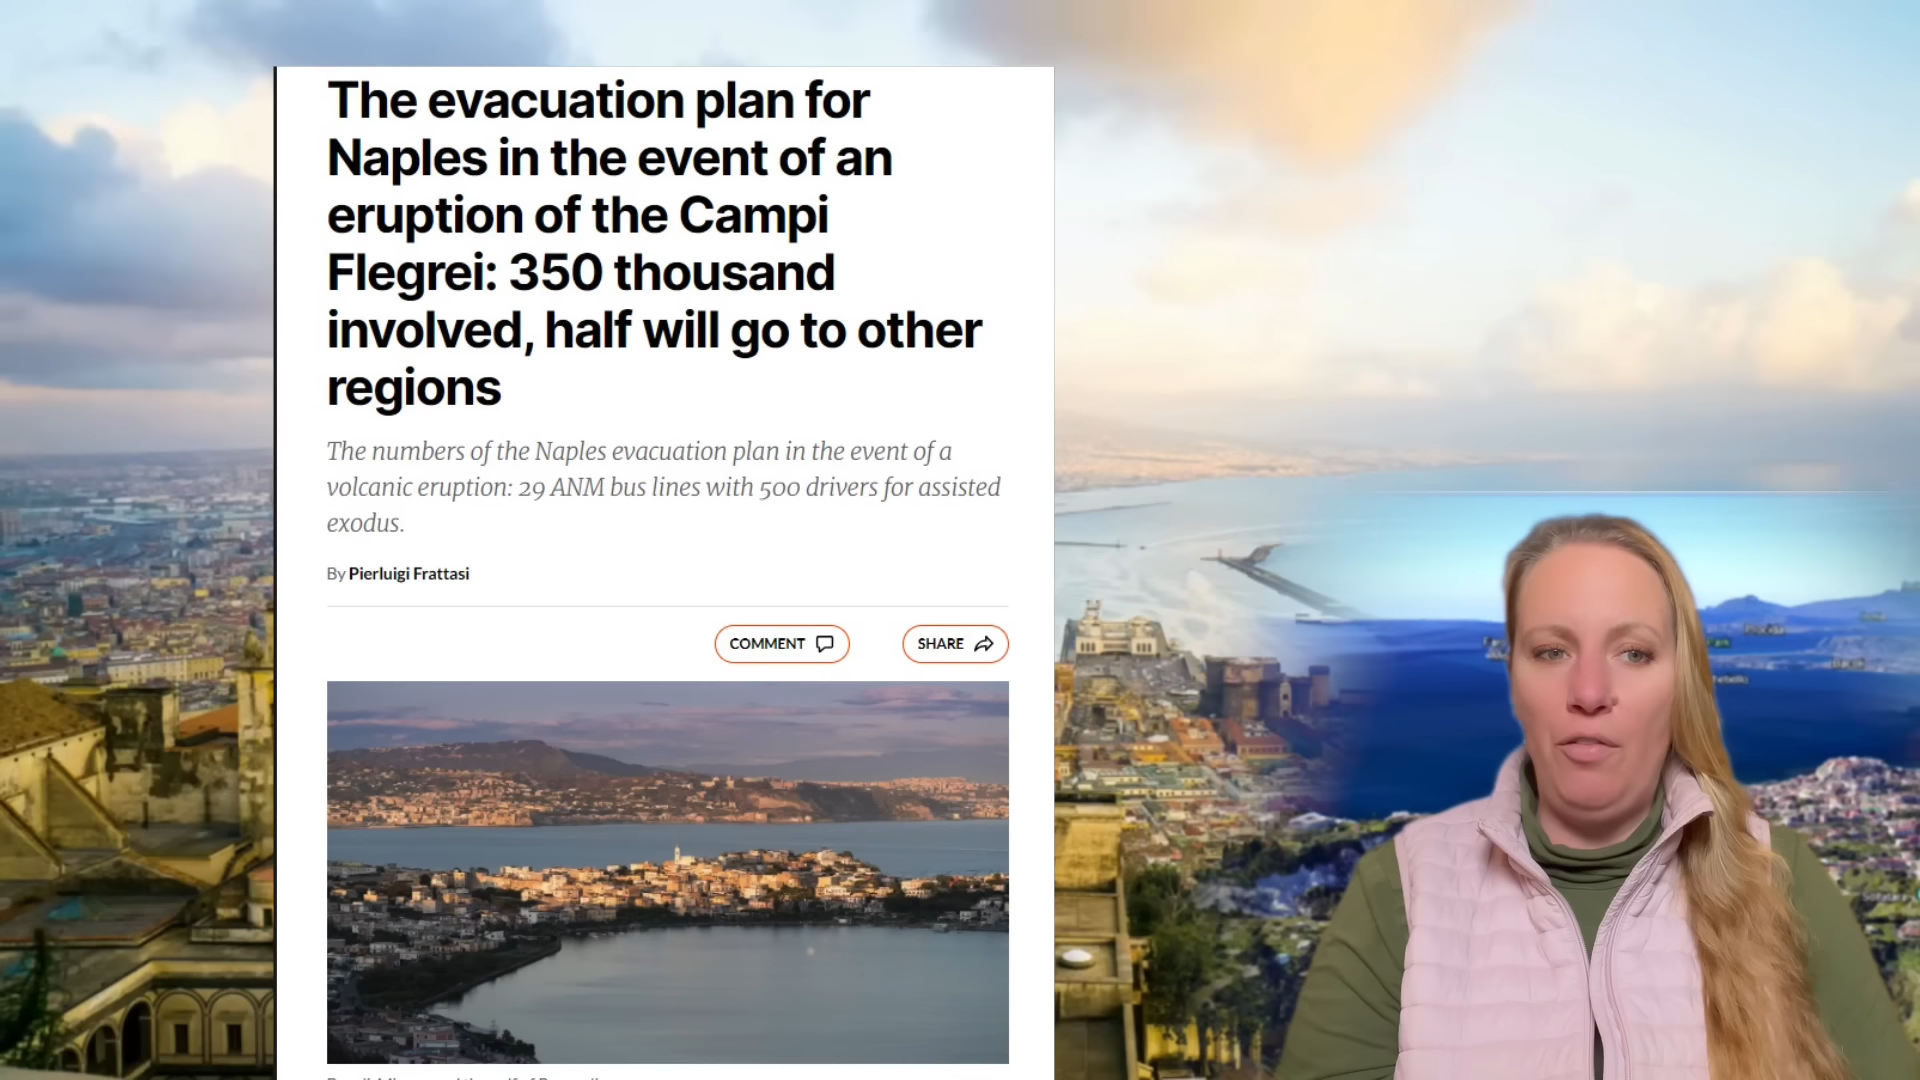 The evacuation plan for
Naples in the event of an
eruption of the Campi
Flegrei: 350 thousand
involved, half will go to other
regions
The numbers of the Naples evacuation plan in the event of a
volcanic eruption: 29 ANM bus lines with 500 drivers for assisted
exodus.
By Pierluigi Frattasi
COMMENT
SHARE